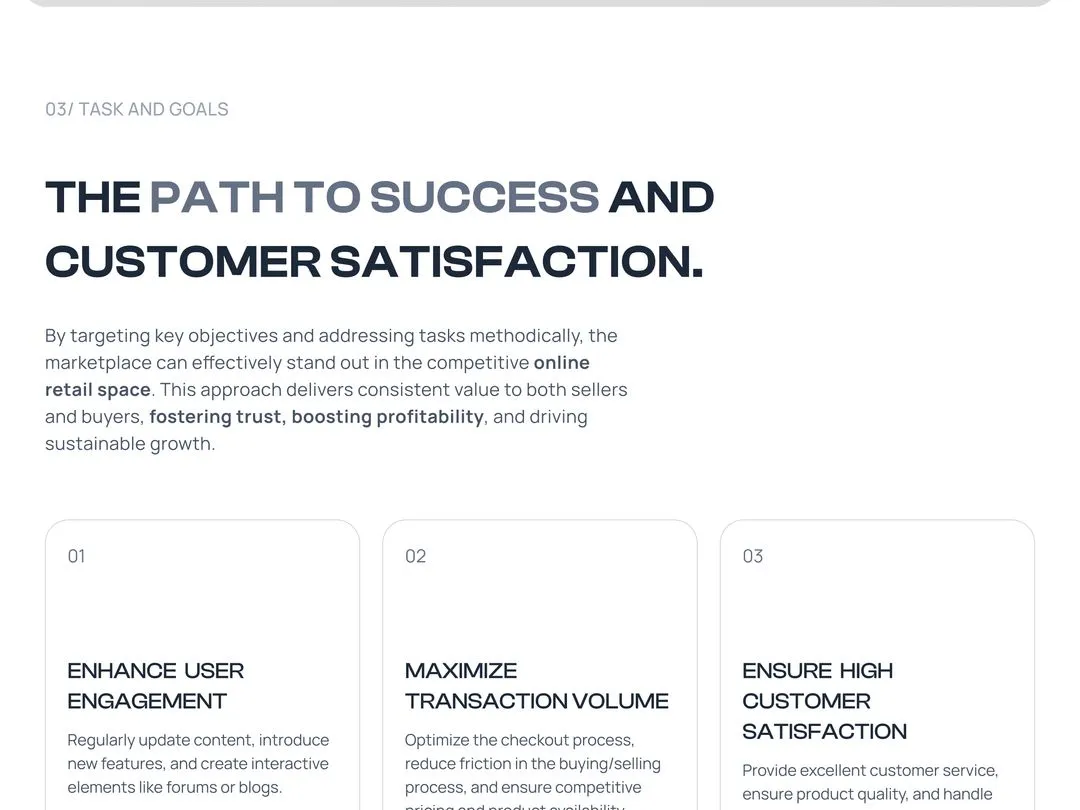 03/ TASK AND GOALS
THE PATH TO SUCCESS AND
CUSTOMER SATISFACTION.
By targeting key objectives and addressing tasks methodically, the
marketplace can effectively stand out in the competitive online
retail space. This approach delivers consistent value to both sellers
and buyers, fostering trust, boosting profitability, and driving
sustainable growth.
01
ENHANCE USER
ENGAGEMENT
Regularly update content, introduce
new features, and create interactive
elements like forums or blogs.
02
MAXIMIZE
TRANSACTION VOLUME
Optimize the checkout process,
reduce friction in the buying/selling
process, and ensure competitive
pricing and product availability.
03
ENSURE HIGH
CUSTOMER
SATISFACTION
Provide excellent customer service,
ensure product quality, and handle